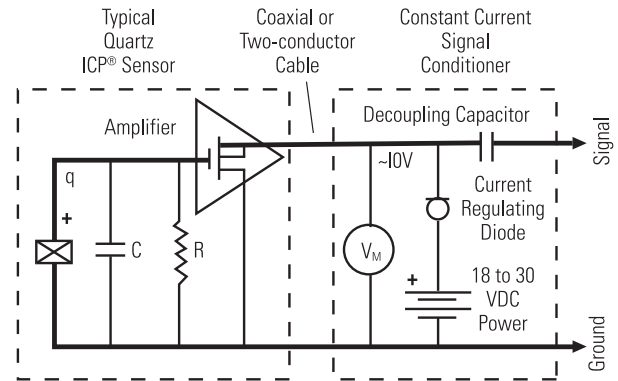 Typical
Quartz
ICP® Sensor
Coaxial or
Two-conductor
Cable
Constant Current
Signal
Conditioner
Amplifier
Decoupling Capacitor
Signal
~10V
q
+
C
R
Current
Regulating
Diode
VM
+
18 to 30
VDC
Power
Ground